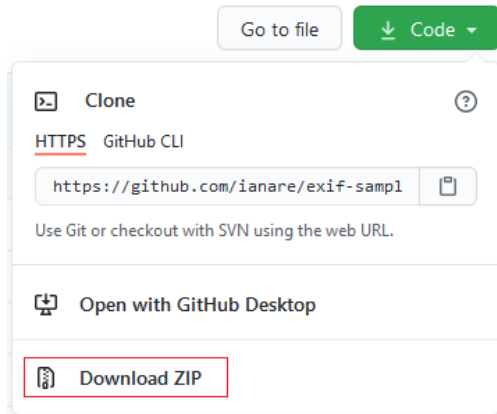 Go to file
Code
Clone
HTTPS GitHub CLI
https://github.com/ianare/exif-sampl
Use Git or checkout with SVN using the web URL.
Open with GitHub Desktop
Download ZIP